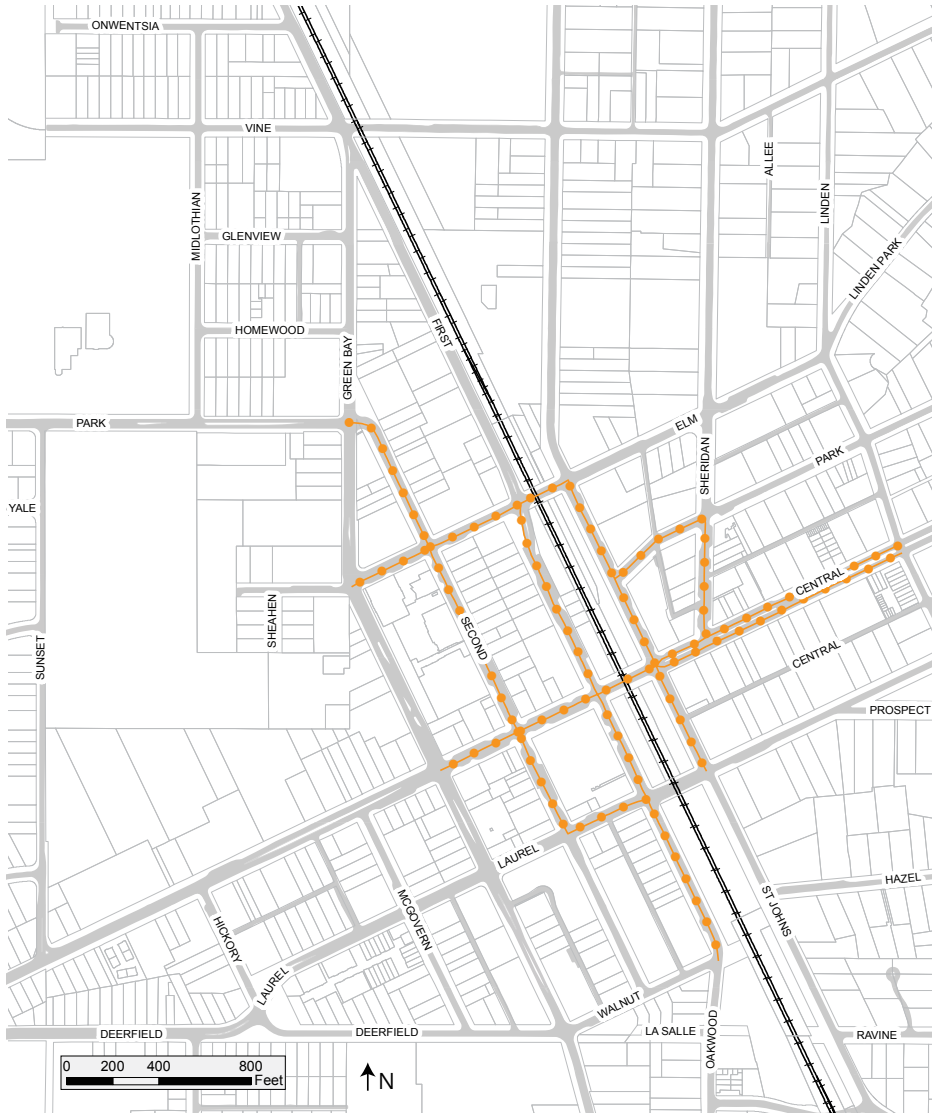 ONWENTSIA
VINE
ALLEE
MIDLOTHIAN
LINDEN
GLENVIEW
LINDEN PARK
HOMEWOOD
FIRST
GREEN BAY
PARK
ELM
SHERIDAN
PARK
YALE
CENTRAL
SHEAHEN
SECOND
SUNSET
CENTRAL
PROSPECT
LAUREL
HAZEL
MCGOVERN
ST JOHNS
HICKORY
LAUREL
WALNUT
DEERFIELD
DEERFIELD
LA SALLE
OAKWOOD
RAVINE
0 200 400 800
Feet
N